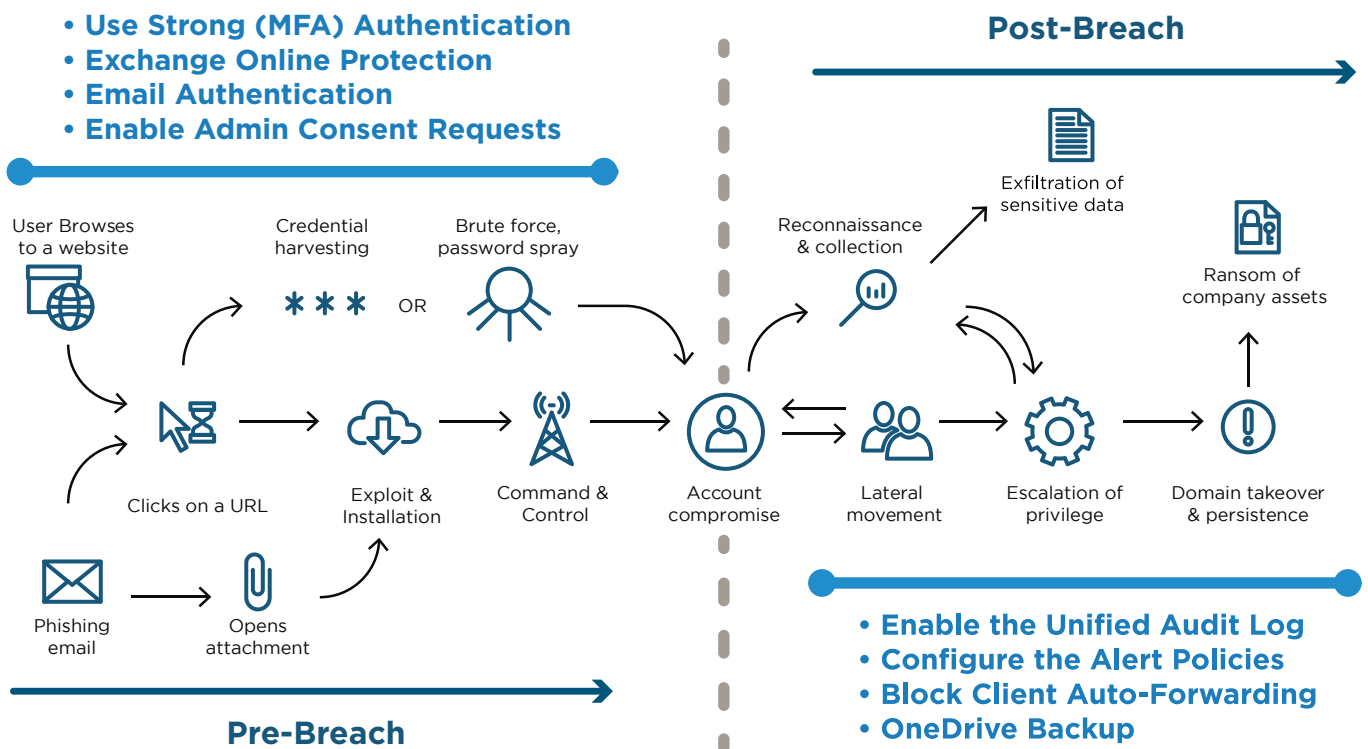 • Use Strong (MFA) Authentication
• Exchange Online Protection
• Email Authentication
• Enable Admin Consent Requests
Post-Breach
User Browses
to a website
Credential
harvesting
* * *
OR
Brute force,
password spray
Reconnaissance
& collection
Exfiltration of
sensitive data
Ransom of
company assets
Clicks on a URL
Exploit &
Installation
Command &
Control
Account
compromise
Lateral
movement
Escalation of
privilege
Domain takeover
& persistence
Phishing
email
Opens
attachment
Pre-Breach
• Enable the Unified Audit Log
• Configure the Alert Policies
• Block Client Auto-Forwarding
• OneDrive Backup